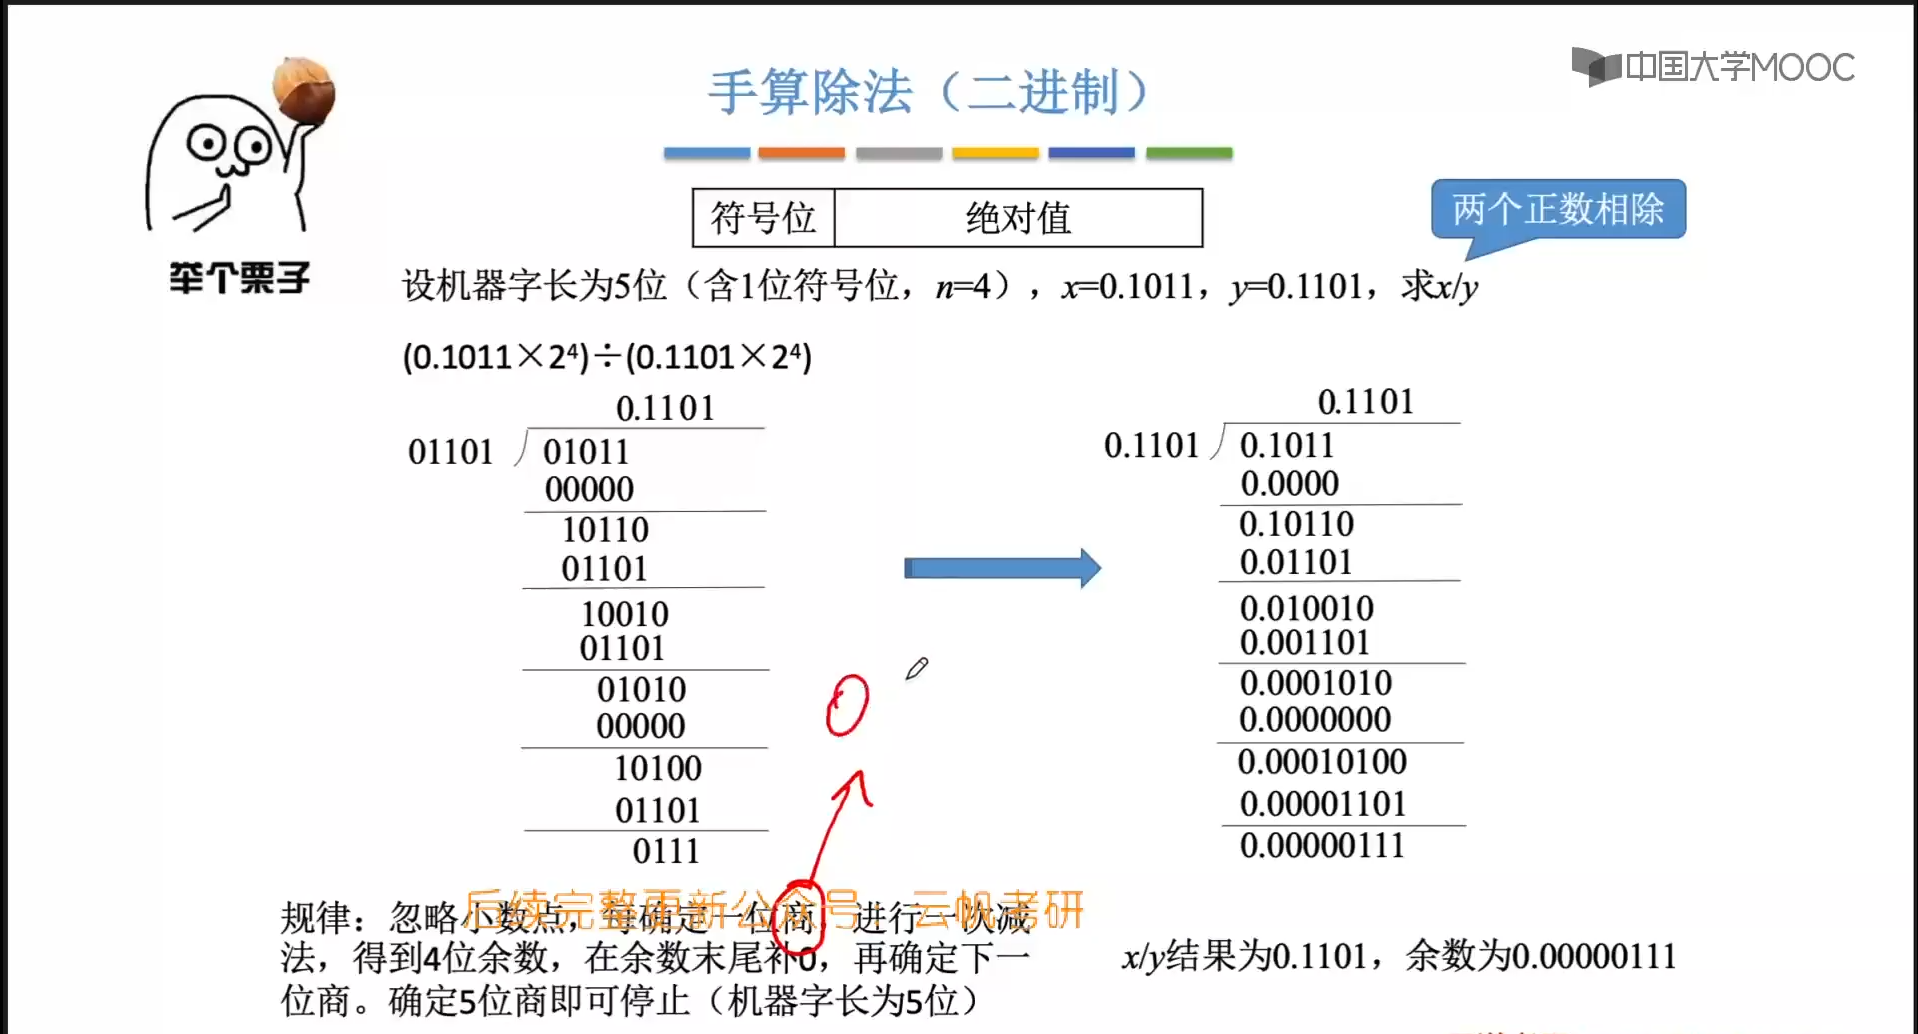 中国大学MOOC
手算除法（二进制）
符号位 绝对值
两个正数相除
举个栗子
设机器字长为5位（含1位符号位，n=4），x=0.1011，y=0.1101，求x/y
(0.1011×2⁴)÷(0.1101×2⁴)
0.1101
01101 01011
00000
10110
01101
10010
01101
01010
00000
10100
01101
0111
0
0.1101
0.1101 0.1011
0.0000
0.10110
0.01101
0.010010
0.001101
0.0001010
0.0000000
0.00010100
0.00001101
0.00000111
后续完整更新公众号：云帆考研
规律：忽略小数点，每确定一位商，进行一次减
法，得到4位余数，在余数末尾补0，再确定下一
位商。确定5位商即可停止（机器字长为5位）
x/y结果为0.1101，余数为0.00000111